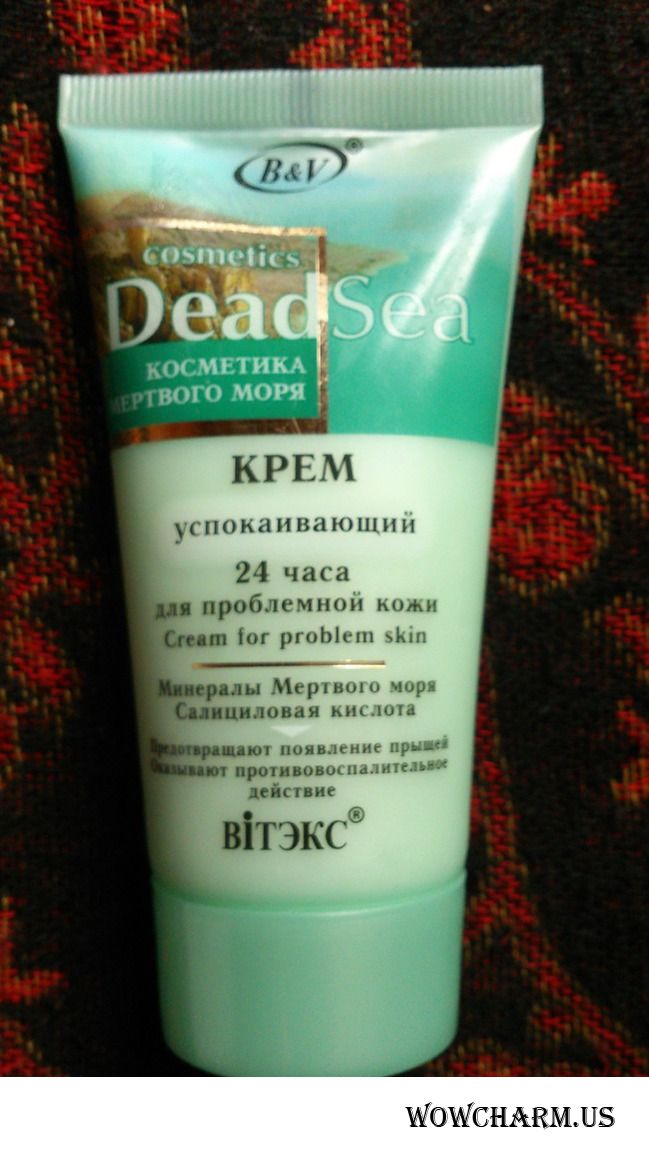 B&V®
cosmetics
DeadSea
КОСМЕТИКА
МЕРТВОГО МОРЯ
КРЕМ
успокаивающий
24 часа
для проблемной кожи
Cream for problem skin
Минералы Мертвого моря
Салициловая кислота
Предотвращают появление прыщей
Оказывают противовоспалительное
действие
ВіТЭКС®
WOWCHARM.US